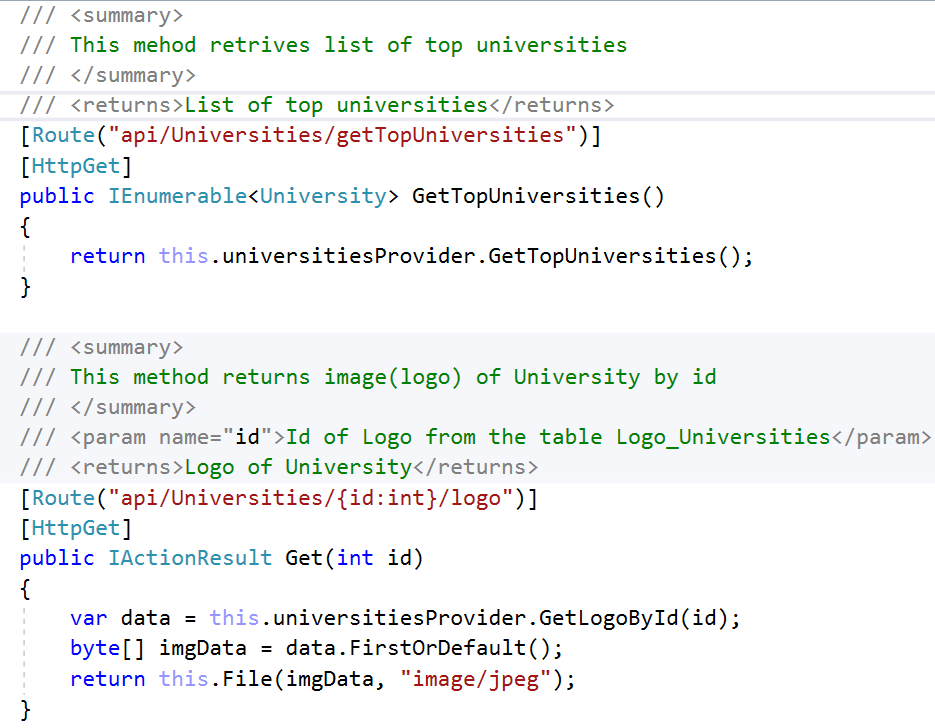 /// <summary>
/// This mehod retrives list of top universities
/// </summary>
/// <returns>List of top universities</returns>
[Route("api/Universities/getTopUniversities")]
[HttpGet]
public IEnumerable<University> GetTopUniversities()
{
    return this.universitiesProvider.GetTopUniversities();
}
/// <summary>
/// This method returns image(logo) of University by id
/// </summary>
/// <param name="id">Id of Logo from the table Logo_Universities</param>
/// <returns>Logo of University</returns>
[Route("api/Universities/{id:int}/logo")]
[HttpGet]
public IActionResult Get(int id)
{
    var data = this.universitiesProvider.GetLogoById(id);
    byte[] imgData = data.FirstOrDefault();
    return this.File(imgData, "image/jpeg");
}